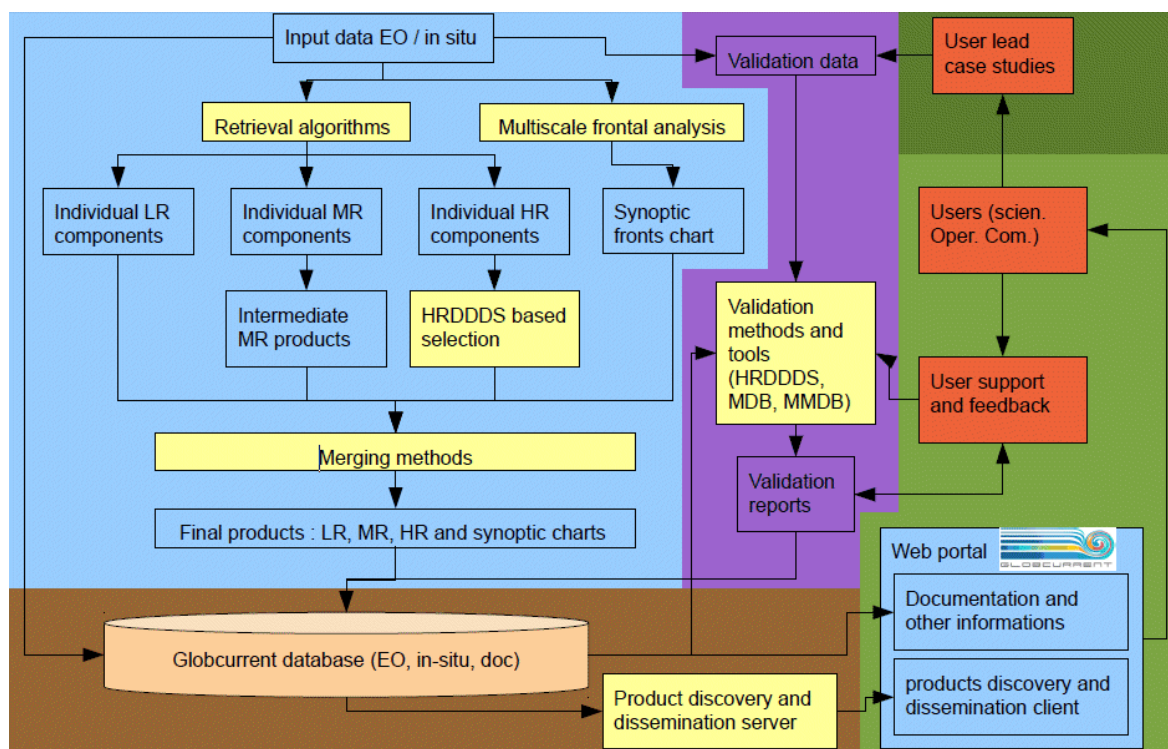 Input data EO / in situ
Validation data
User lead
case studies
Retrieval algorithms
Multiscale frontal analysis
Individual LR
components
Individual MR
components
Individual HR
components
Synoptic
fronts chart
Users (scien.
Oper. Com.)
Intermediate
MR products
HRDDDS based
selection
Validation
methods and
tools
(HRDDDS,
MDB, MMDB)
User support
and feedback
Merging methods
Validation
reports
Final products : LR, MR, HR and synoptic charts
Web portal
GLOBCURRENT
Documentation and
other informations
Globcurrent database (EO, in-situ, doc)
products discovery and
dissemination client
Product discovery and
dissemination server